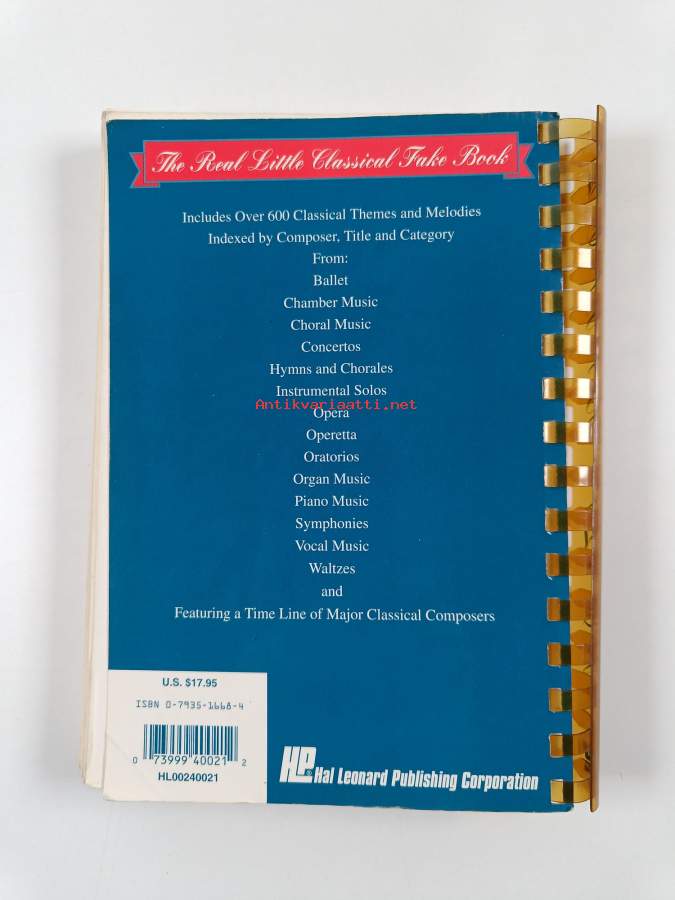 The Real Little Classical Fake Book
Includes Over 600 Classical Themes and Melodies
Indexed by Composer, Title and Category
From:
Ballet
Chamber Music
Choral Music
Concertos
Hymns and Chorales
Instrumental Solos
Antikvariaatti.net
Opera
Operetta
Oratorios
Organ Music
Piano Music
Symphonies
Vocal Music
Waltzes
and
Featuring a Time Line of Major Classical Composers
U.S. $17.95
ISBN 0-7935-1668-4
0 73999 40021 2
HL00240021
HL® Hal Leonard Publishing Corporation